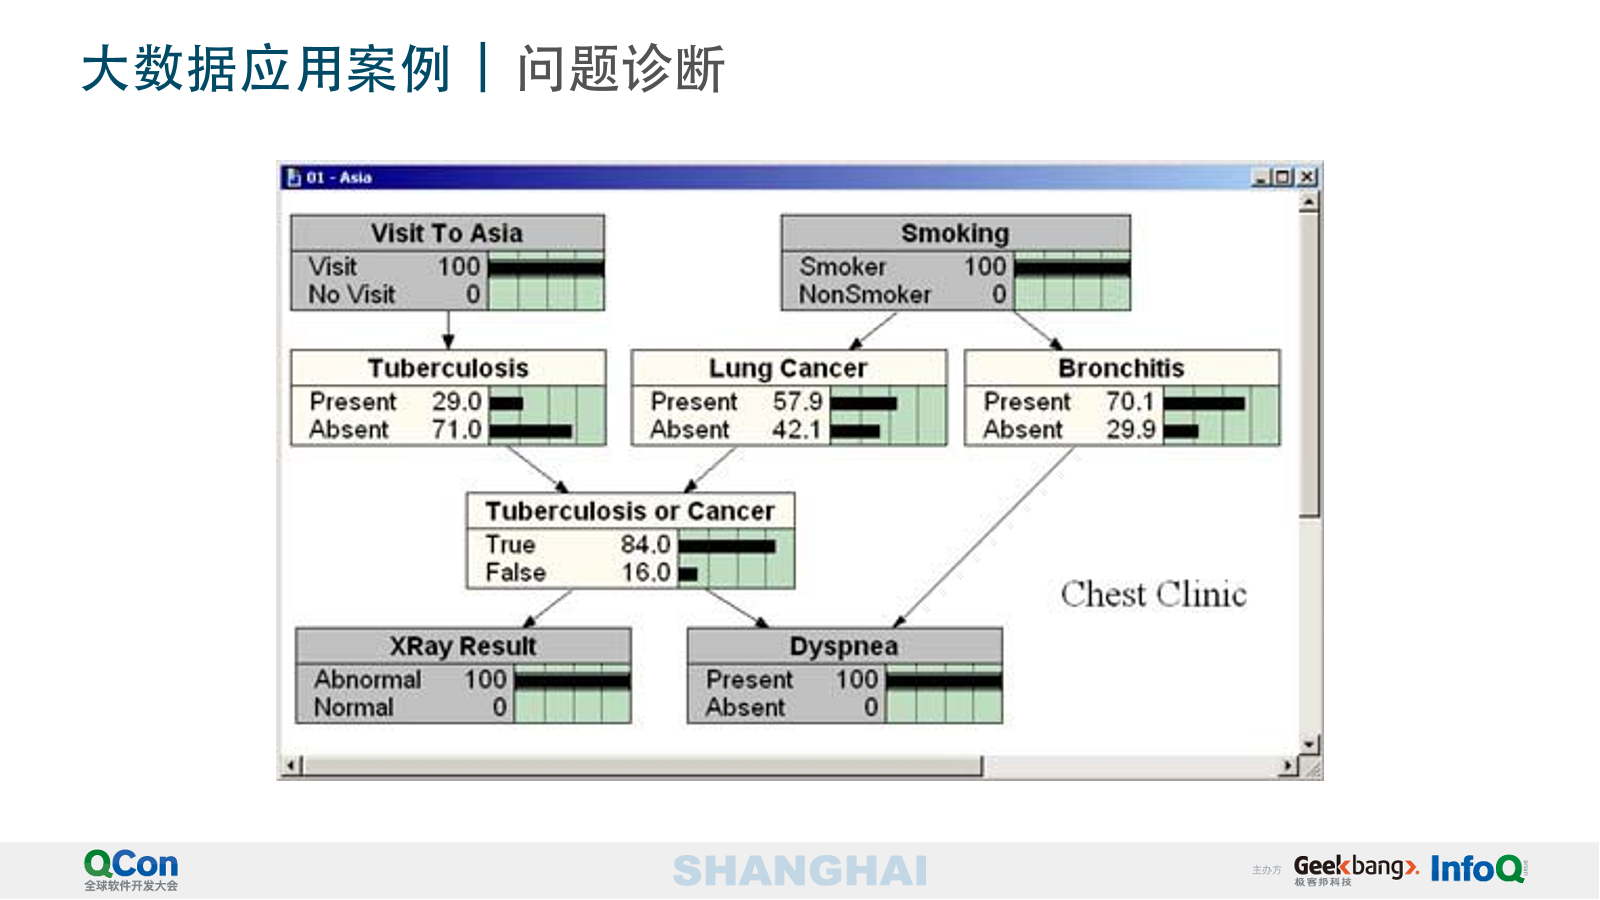 大数据应用案例 | 问题诊断
01 - Asia
Visit To Asia
Visit 100
No Visit 0
Smoking
Smoker 100
NonSmoker 0
Tuberculosis
Present 29.0
Absent 71.0
Lung Cancer
Present 57.9
Absent 42.1
Bronchitis
Present 70.1
Absent 29.9
Tuberculosis or Cancer
True 84.0
False 16.0
Chest Clinic
XRay Result
Abnormal 100
Normal 0
Dyspnea
Present 100
Absent 0
QCon
全球软件开发大会
SHANGHAI
主办方
Geekbang>.
极客邦科技
InfoQ